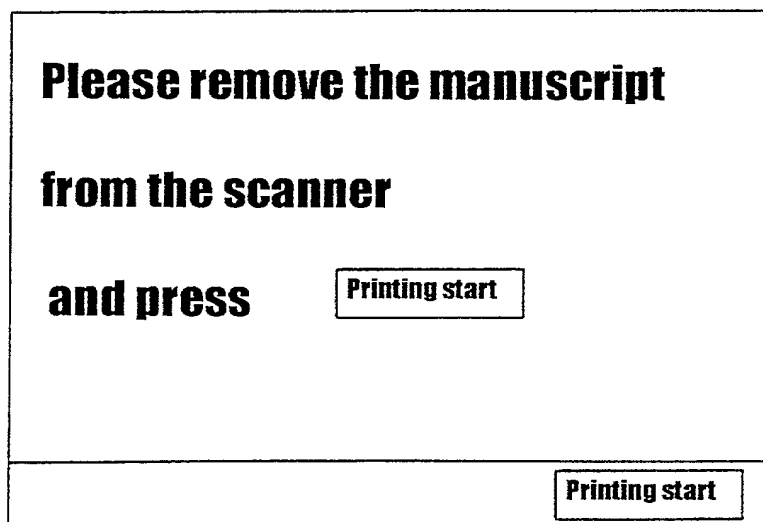 Please remove the manuscript
from the scanner
and press Printing start
Printing start